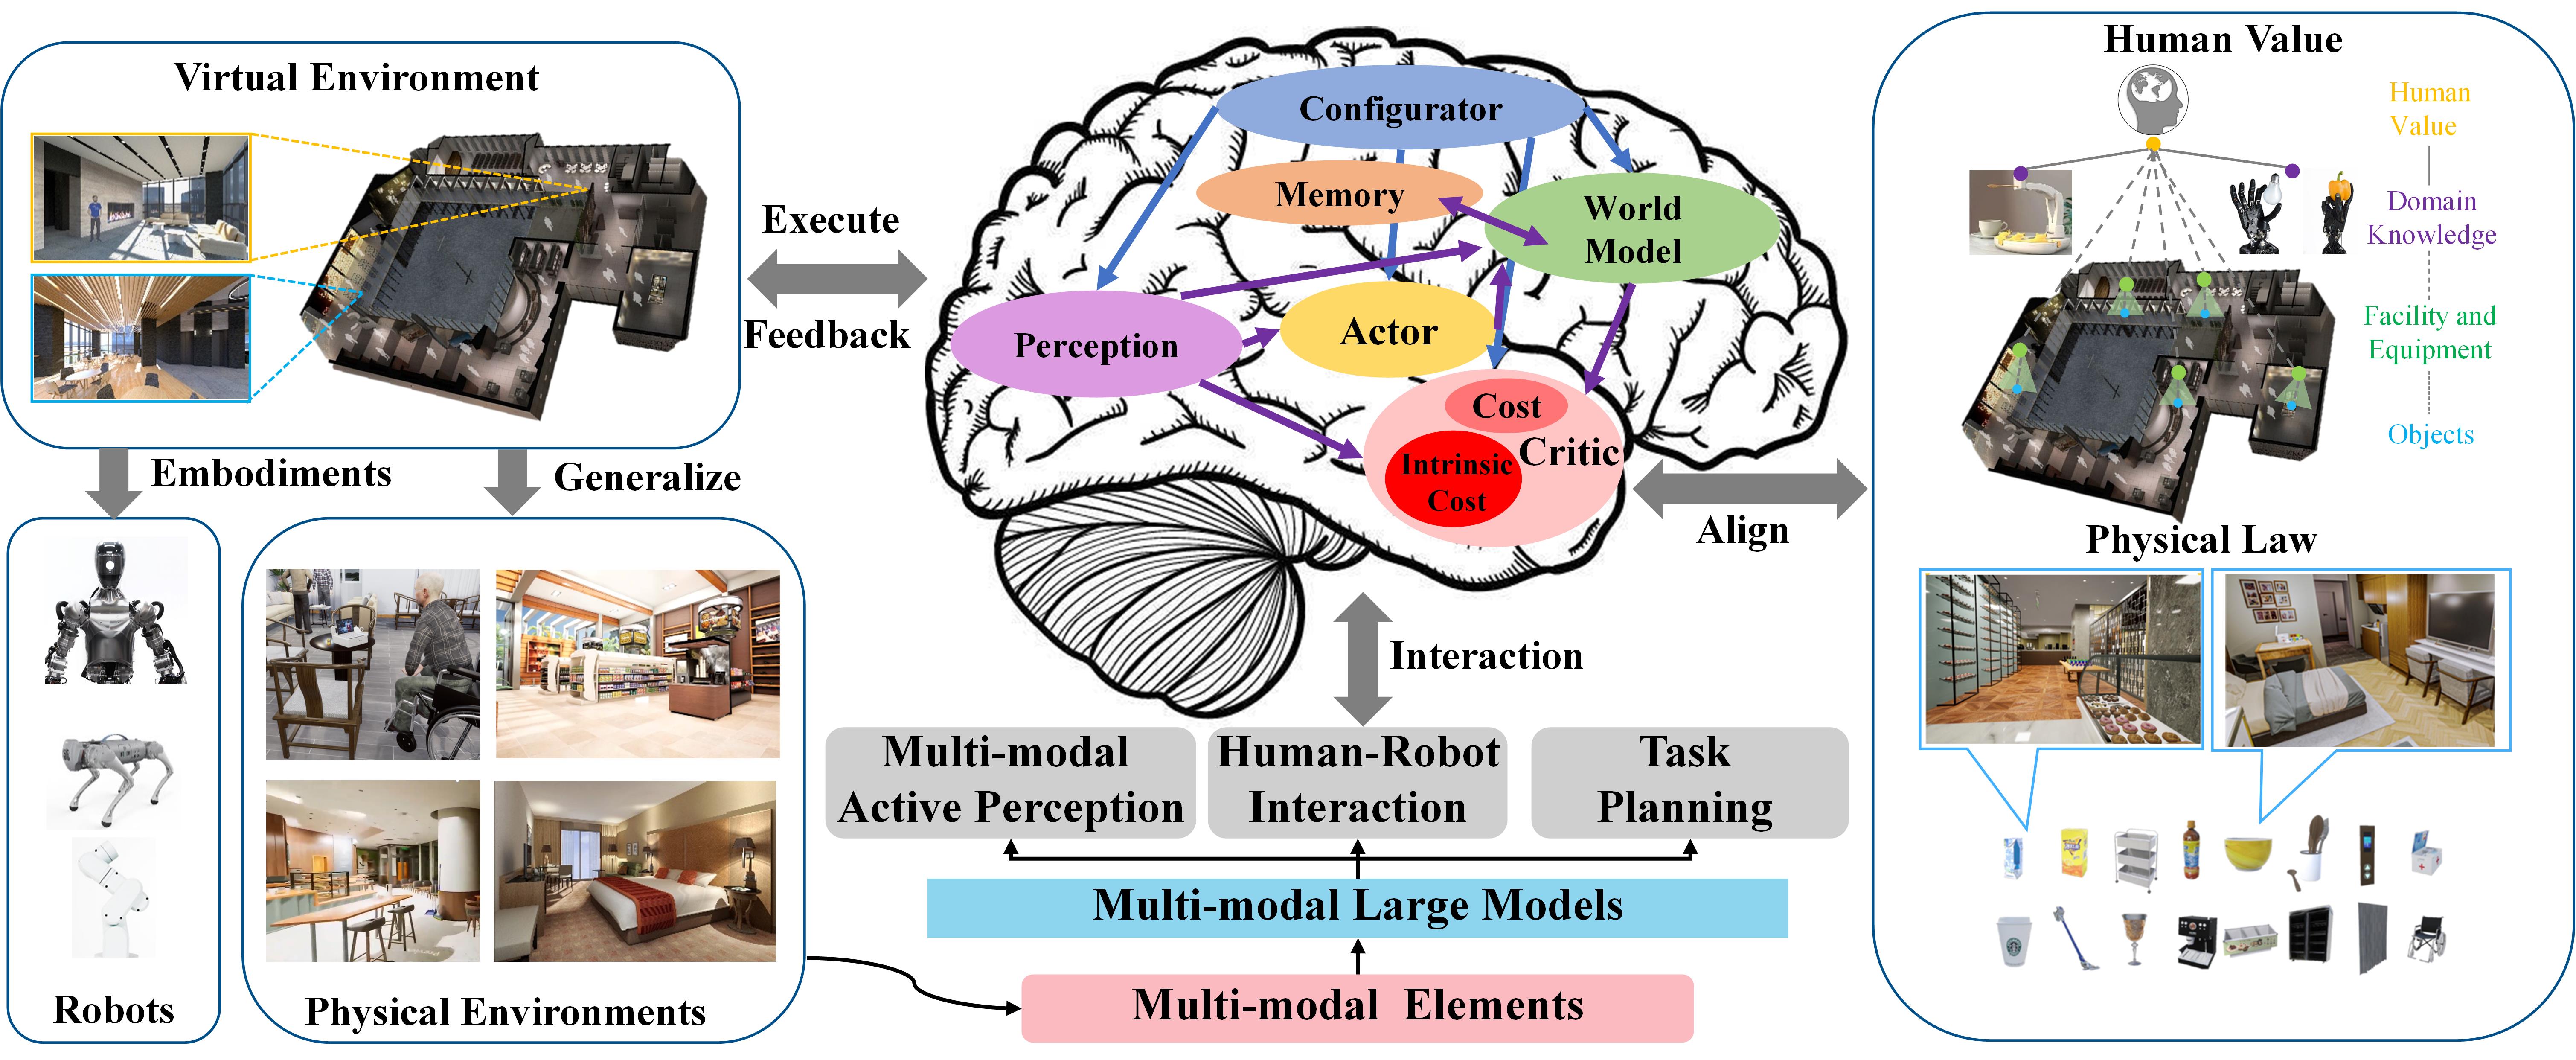 Virtual Environment
Execute
Feedback
Embodiments
Generalize
Robots
Physical Environments
Configurator
Memory
World
Model
Perception
Actor
Cost
Critic
Intrinsic
Cost
Align
Interaction
Multi-modal
Active Perception
Human-Robot
Interaction
Task
Planning
Multi-modal Large Models
Multi-modal Elements
Human Value
Human
Value
Domain
Knowledge
Facility and
Equipment
Objects
Physical Law